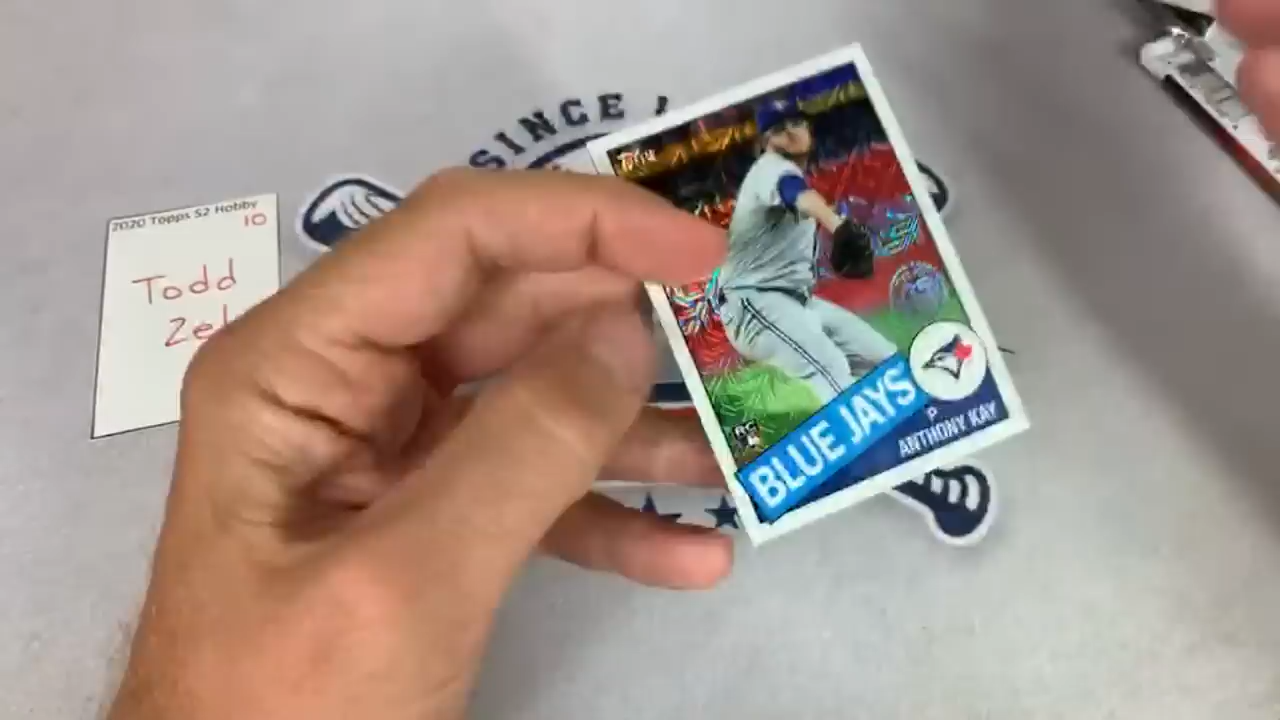 SINCE
2020 Topps S2 Hobby
10
Todd
Topps
BLUE JAYS
P
ANTHONY KAY
RC